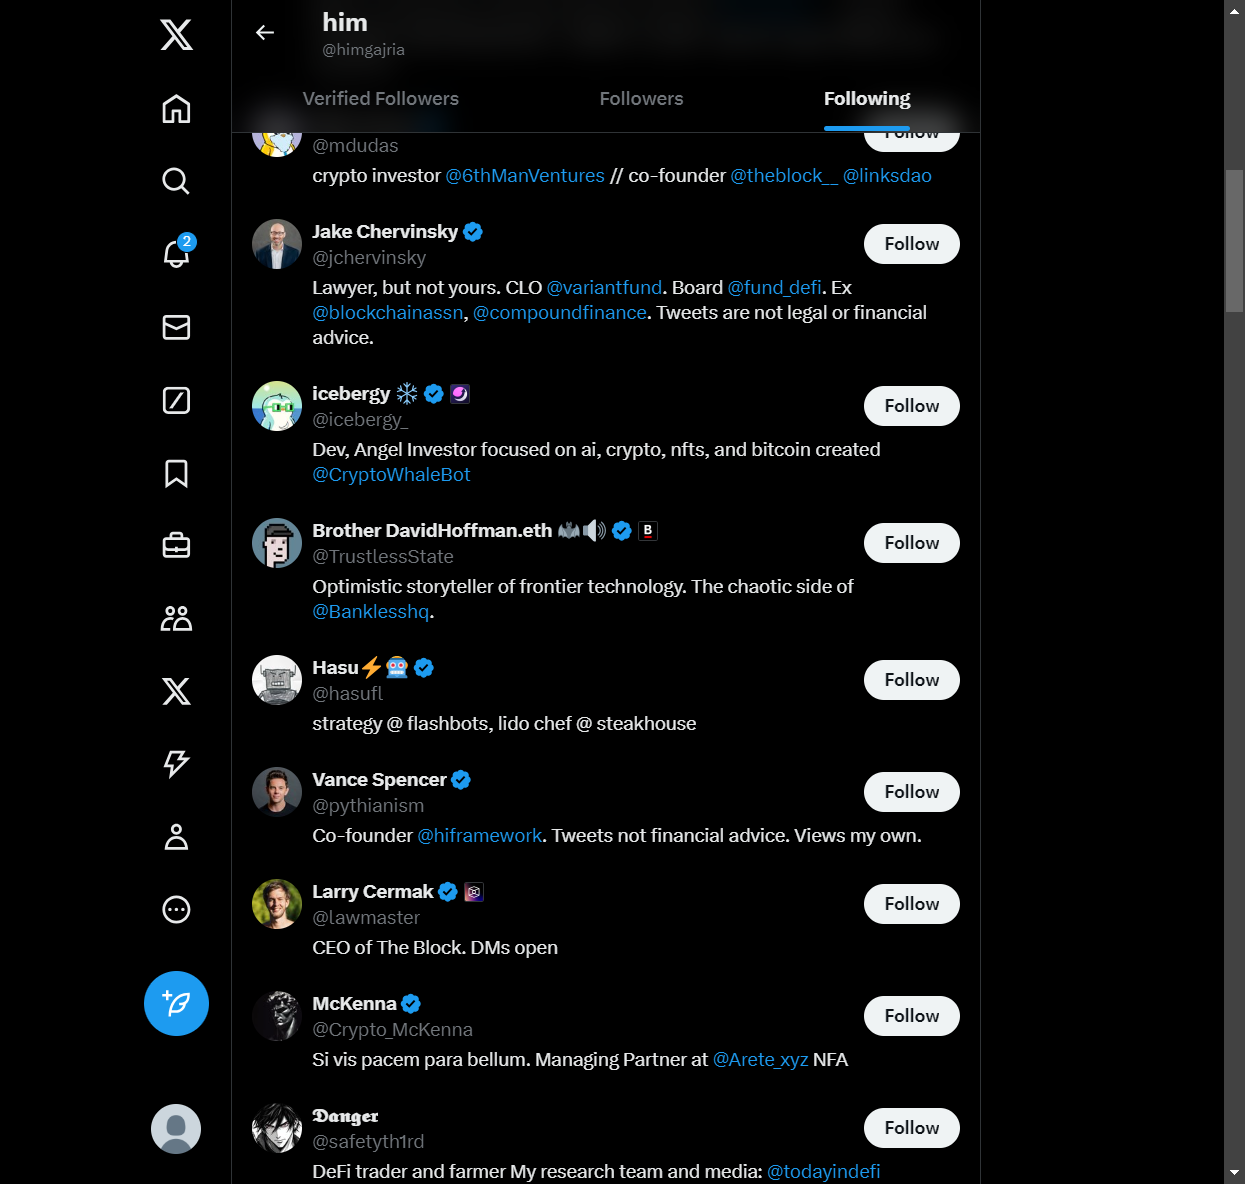 him
@himgajria
Verified Followers
Followers
Following
2
@mdudas
Follow
crypto investor @6thManVentures // co-founder @theblock__ @linksdao
Jake Chervinsky
@jchervinsky
Follow
Lawyer, but not yours. CLO @variantfund. Board @fund_defi. Ex
@blockchainassn, @compoundfinance. Tweets are not legal or financial
advice.
icebergy ❄️
@icebergy_
Follow
Dev, Angel Investor focused on ai, crypto, nfts, and bitcoin created
@CryptoWhaleBot
Brother DavidHoffman.eth 🦇🔊 B
@TrustlessState
Follow
Optimistic storyteller of frontier technology. The chaotic side of
@Banklesshq.
Hasu⚡🤖
@hasufl
Follow
strategy @ flashbots, lido chef @ steakhouse
Vance Spencer
@pythianism
Follow
Co-founder @hiframework. Tweets not financial advice. Views my own.
Larry Cermak
@lawmaster
Follow
CEO of The Block. DMs open
McKenna
@Crypto_McKenna
Follow
Si vis pacem para bellum. Managing Partner at @Arete_xyz NFA
𝕯𝖆𝖓𝖌𝖊𝖗
@safetyth1rd
Follow
DeFi trader and farmer My research team and media: @todayindefi